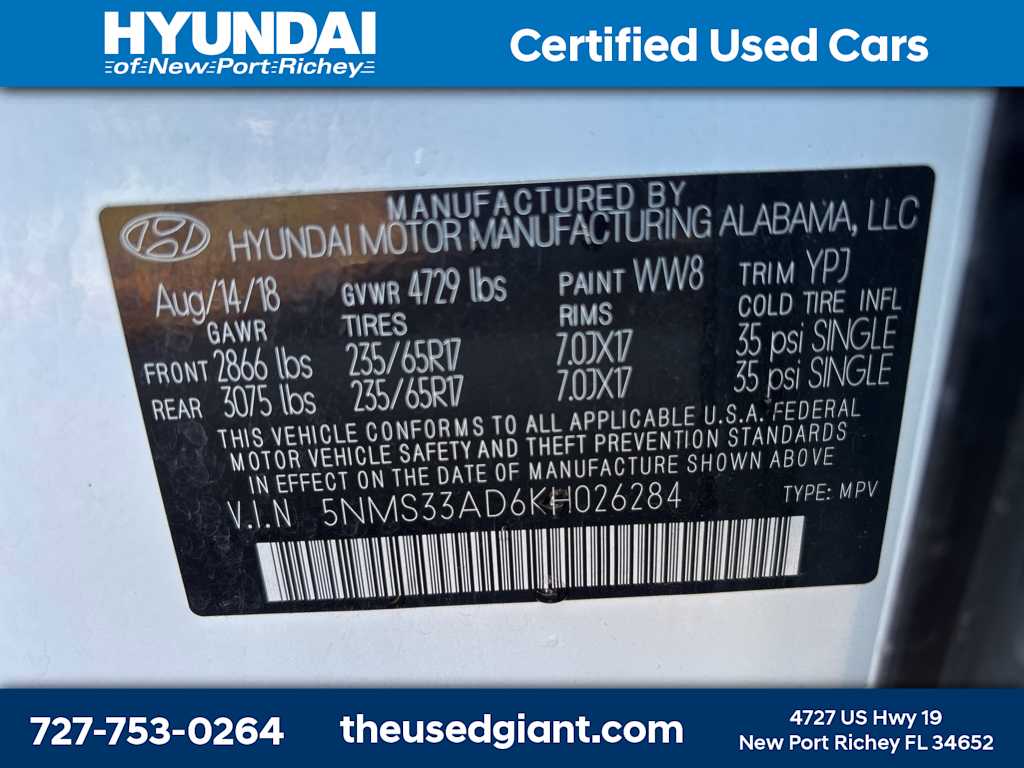 HYUNDAI
of New Port Richey
Certified Used Cars
MANUFACTURED BY
HYUNDAI MOTOR MANUFACTURING ALABAMA, LLC
Aug/14/18 GVWR 4729 lbs PAINT WW8 TRIM YPJ
GAWR TIRES RIMS COLD TIRE INFL
FRONT 2866 lbs 235/65R17 7.0JX17 35 psi SINGLE
REAR 3075 lbs 235/65R17 7.0JX17 35 psi SINGLE
THIS VEHICLE CONFORMS TO ALL APPLICABLE U.S.A. FEDERAL
MOTOR VEHICLE SAFETY AND THEFT PREVENTION STANDARDS
IN EFFECT ON THE DATE OF MANUFACTURE SHOWN ABOVE
V.I.N 5NMS33AD6KH026284 TYPE: MPV
727-753-0264
theusedgiant.com
4727 US Hwy 19
New Port Richey FL 34652